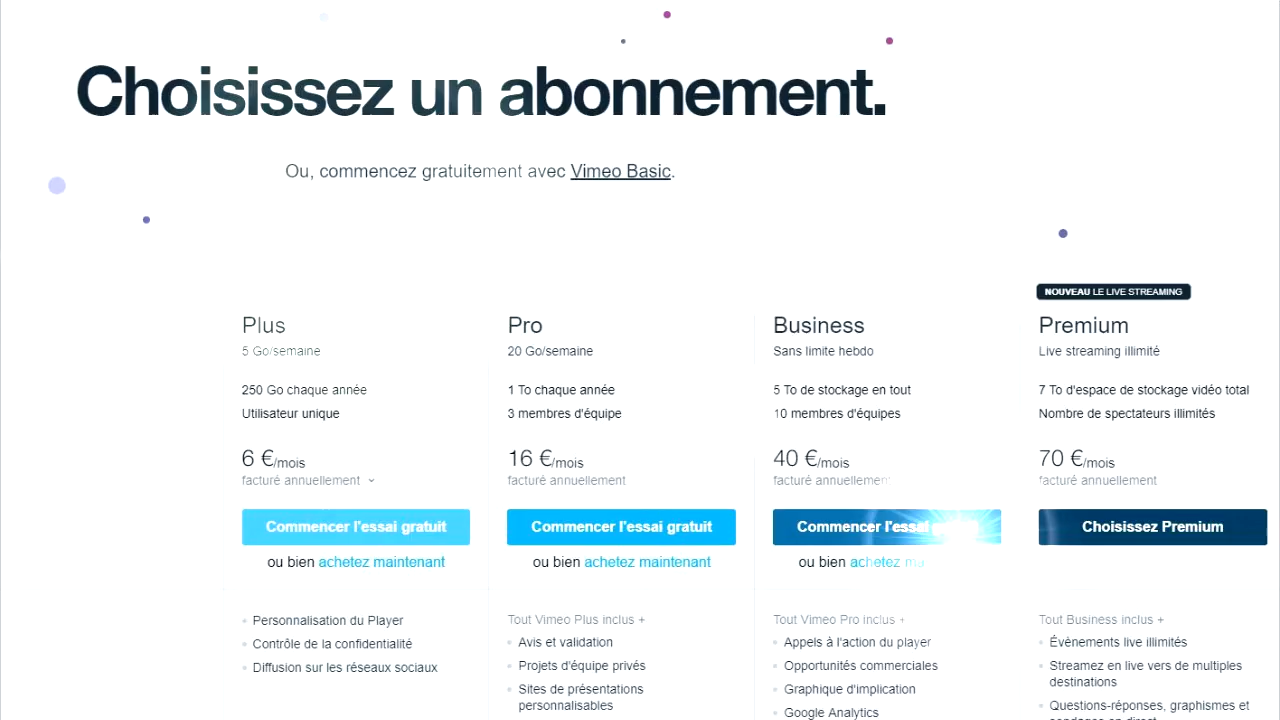 Choisissez un abonnement.
Ou, commencez gratuitement avec Vimeo Basic.
NOUVEAU LE LIVE STREAMING
Plus
5 Go/semaine
250 Go chaque année
Utilisateur unique
6 €/mois
facturé annuellement
Commencer l'essai gratuit
ou bien achetez maintenant
Personnalisation du Player
Contrôle de la confidentialité
Diffusion sur les réseaux sociaux
Pro
20 Go/semaine
1 To chaque année
3 membres d'équipe
16 €/mois
facturé annuellement
Commencer l'essai gratuit
ou bien achetez maintenant
Tout Vimeo Plus inclus +
Avis et validation
Projets d'équipe privés
Sites de présentations
personnalisables
Business
Sans limite hebdo
5 To de stockage en tout
10 membres d'équipes
40 €/mois
facturé annuellement
Commencer l'essai
ou bien achetez
Tout Vimeo Pro inclus +
Appels à l'action du player
Opportunités commerciales
Graphique d'implication
Google Analytics
Premium
Live streaming illimité
7 To d'espace de stockage vidéo total
Nombre de spectateurs illimités
70 €/mois
facturé annuellement
Choisissez Premium
Tout Business inclus +
Évènements live illimités
Streamez en live vers de multiples
destinations
Questions-réponses, graphismes et